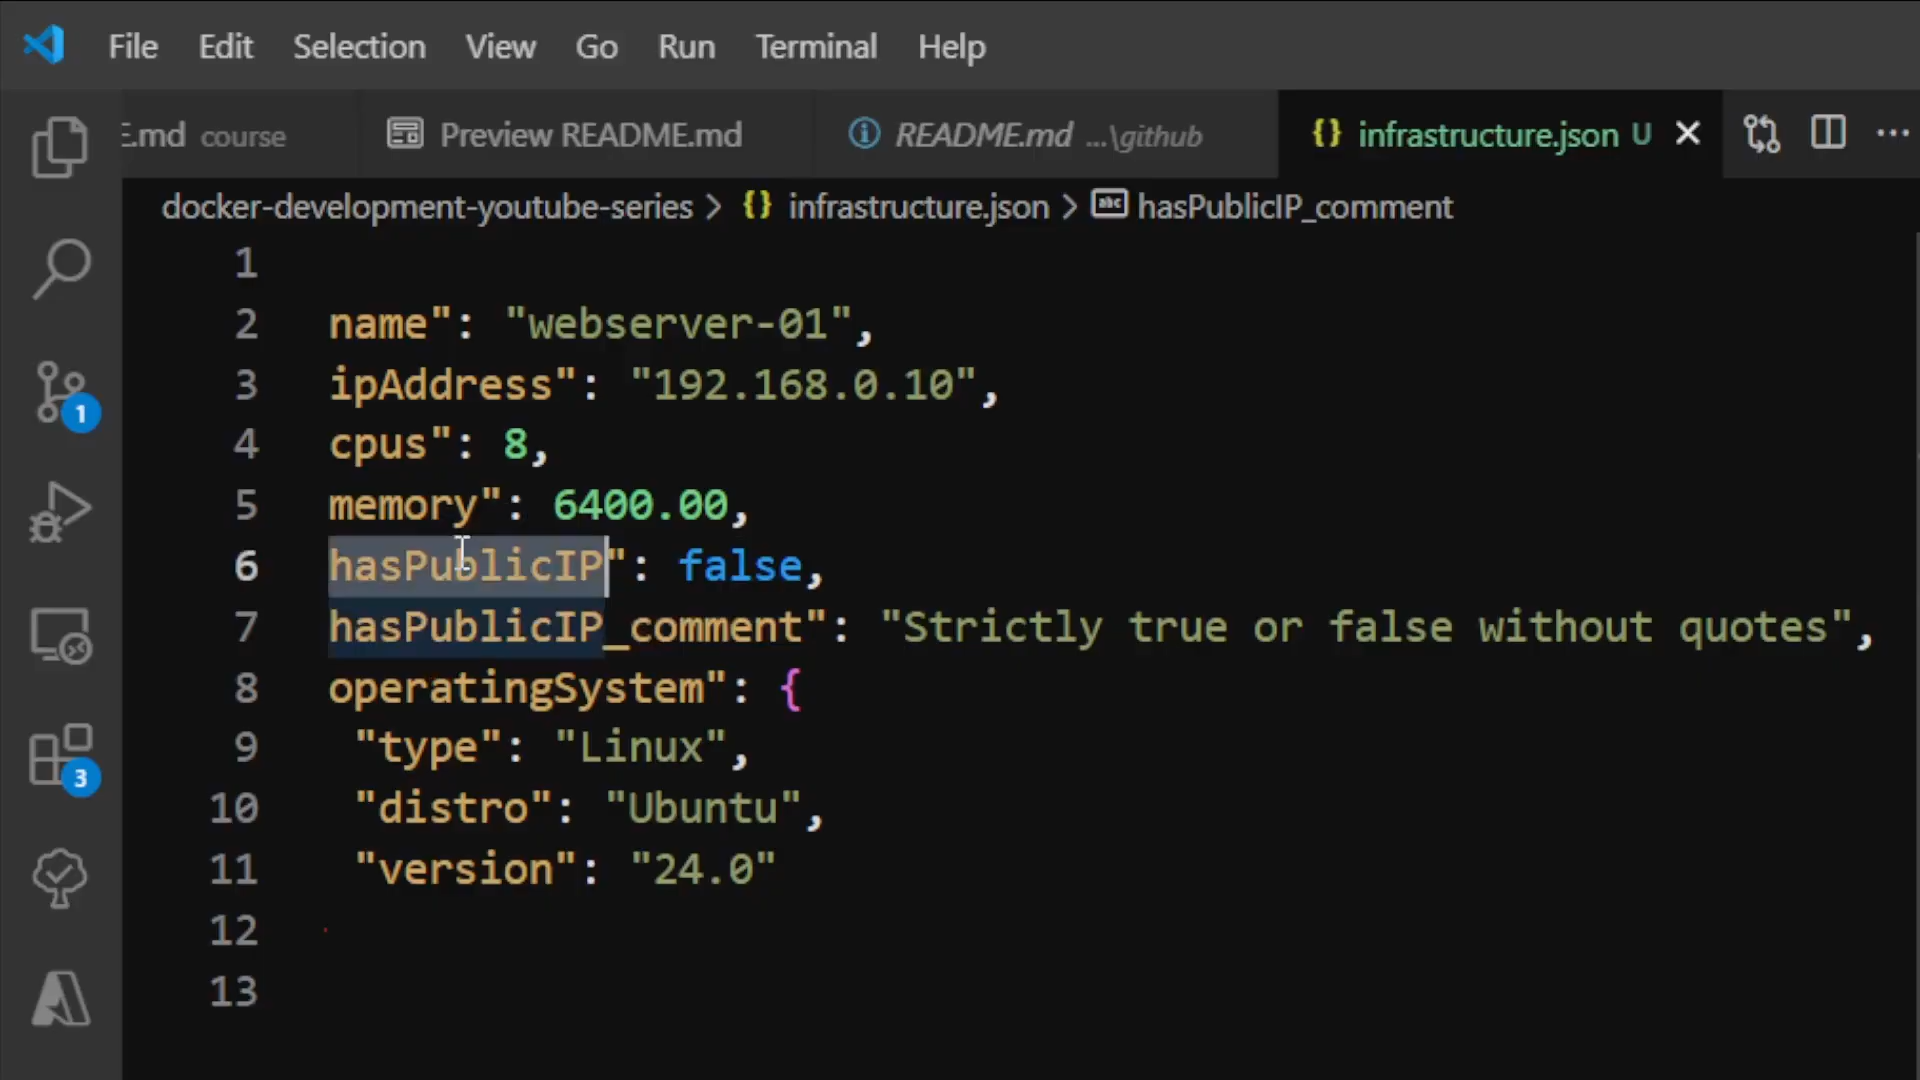 File Edit Selection View Go Run Terminal Help
E.md course Preview README.md README.md ...\github {} infrastructure.json U
docker-development-youtube-series > {} infrastructure.json > abc hasPublicIP_comment
1
2 name": "webserver-01",
3 ipAddress": "192.168.0.10",
4 cpus": 8,
5 memory": 6400.00,
6 hasPublicIP": false,
7 hasPublicIP_comment": "Strictly true or false without quotes",
8 operatingSystem": {
9 "type": "Linux",
10 "distro": "Ubuntu",
11 "version": "24.0"
12
13
1
3